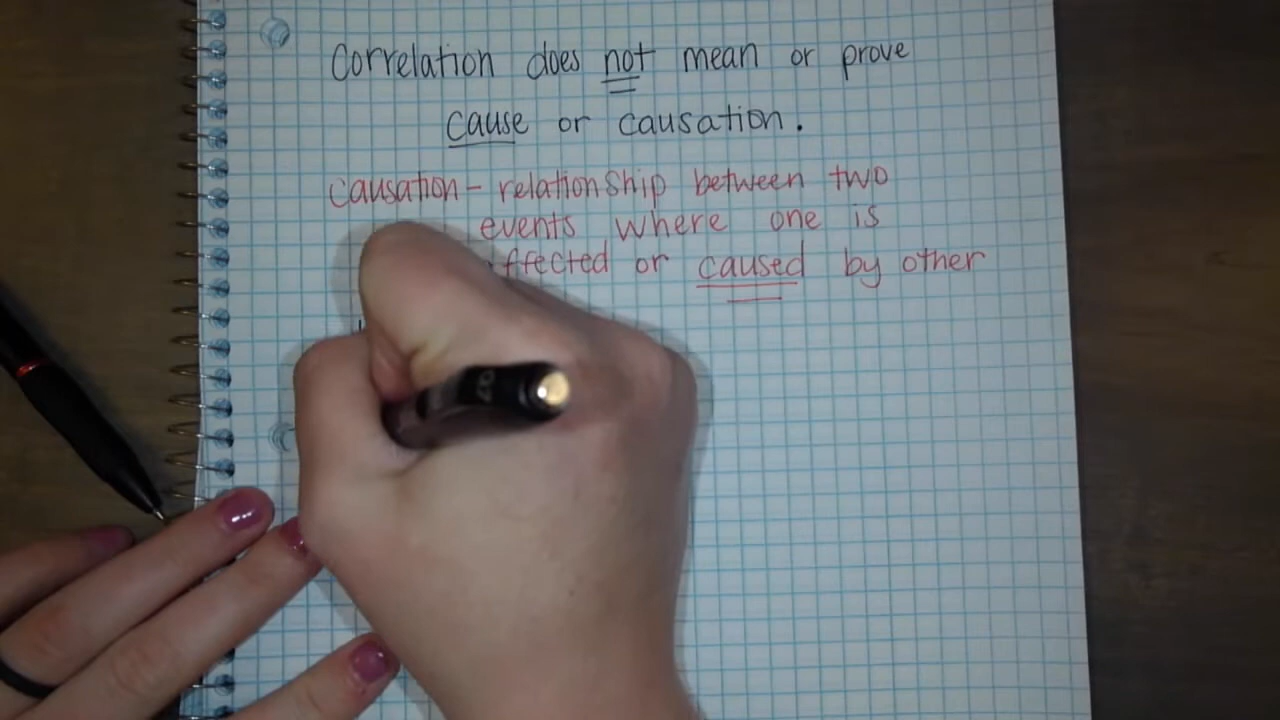 Correlation does not mean or prove
cause or causation.
Causation - relationship between two
events where one is
ffected or caused by other
07